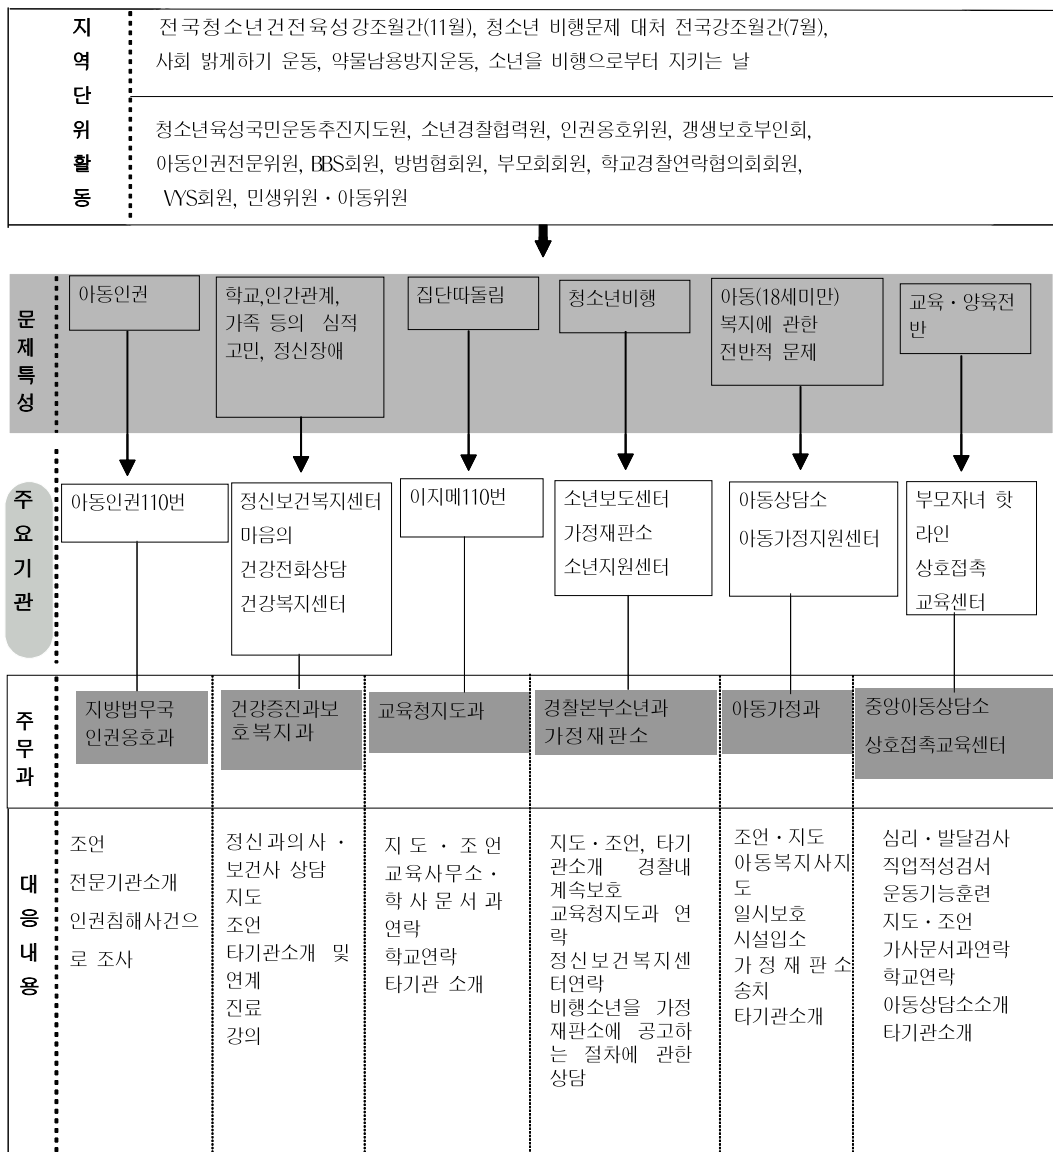 지역단위활동
전국청소년건전육성강조월간(11월), 청소년 비행문제 대처 전국강조월간(7월),
사회 밝게하기 운동, 약물남용방지운동, 소년을 비행으로부터 지키는 날
청소년육성국민운동추진지도원, 소년경찰협력원, 인권옹호위원, 갱생보호부인회,
아동인권전문위원, BBS회원, 방범협회원, 부모회회원, 학교경찰연락협의회회원,
VYS회원, 민생위원·아동위원
문제특성
아동인권
학교,인간관계,
가족 등의 심적
고민, 정신장애
집단따돌림
청소년비행
아동(18세미만)
복지에 관한
전반적 문제
교육·양육전
반
주요기관
아동인권110번
정신보건복지센터
마음의
건강전화상담
건강복지센터
이지메110번
소년보도센터
가정재판소
소년지원센터
아동상담소
아동가정지원센터
부모자녀 핫
라인
상호접촉
교육센터
주무과
지방법무국
인권옹호과
건강증진과보
호복지과
교육청지도과
경찰본부소년과
가정재판소
아동가정과
중앙아동상담소
상호접촉교육센터
대응내용
조언
전문기관소개
인권침해사건으
로 조사
정신과의사·
보건사 상담
지도
조언
타기관소개 및
연계
진료
강의
지도·조언
교육사무소·
학사문서과
연락
학교연락
타기관 소개
지도·조언, 타기
관소개 경찰내
계속보호
교육청지도과 연
락
정신보건복지센
터연락
비행소년을 가정
재판소에 공고하
는 절차에 관한
상담
조언·지도
아동복지사지
도
일시보호
시설입소
가정재판소
송치
타기관소개
심리·발달검사
직업적성검서
운동기능훈련
지도·조언
가사문서과연락
학교연락
아동상담소소개
타기관소개